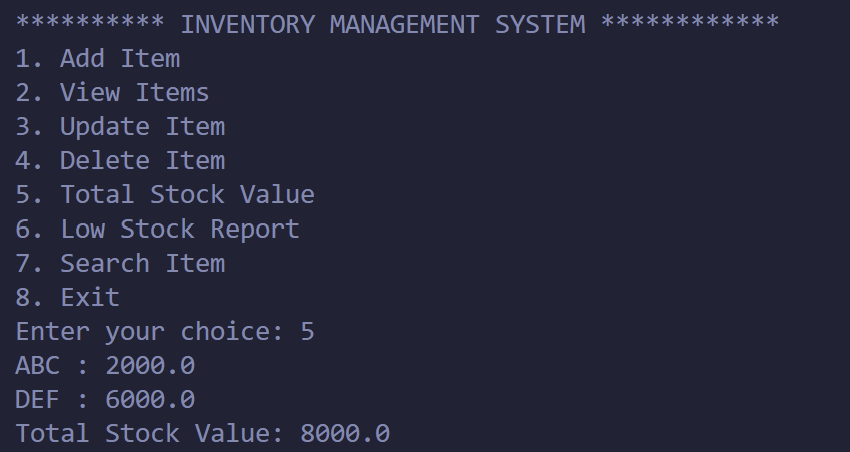 ********** INVENTORY MANAGEMENT SYSTEM ************
1. Add Item
2. View Items
3. Update Item
4. Delete Item
5. Total Stock Value
6. Low Stock Report
7. Search Item
8. Exit
Enter your choice: 5
ABC : 2000.0
DEF : 6000.0
Total Stock Value: 8000.0